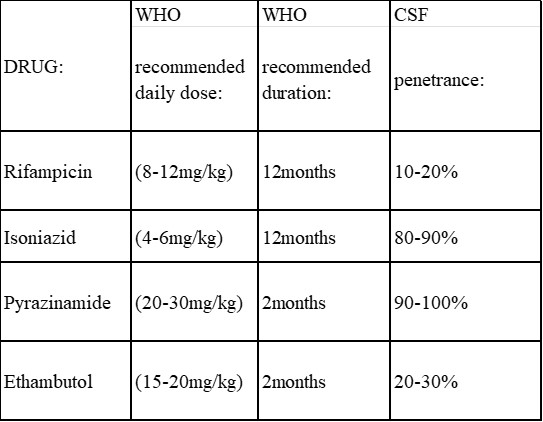 DRUG:
WHO
recommended
daily dose:
WHO
recommended
duration:
CSF
penetrance:
Rifampicin
(8-12mg/kg)
12months
10-20%
Isoniazid
(4-6mg/kg)
12months
80-90%
Pyrazinamide
(20-30mg/kg)
2months
90-100%
Ethambutol
(15-20mg/kg)
2months
20-30%